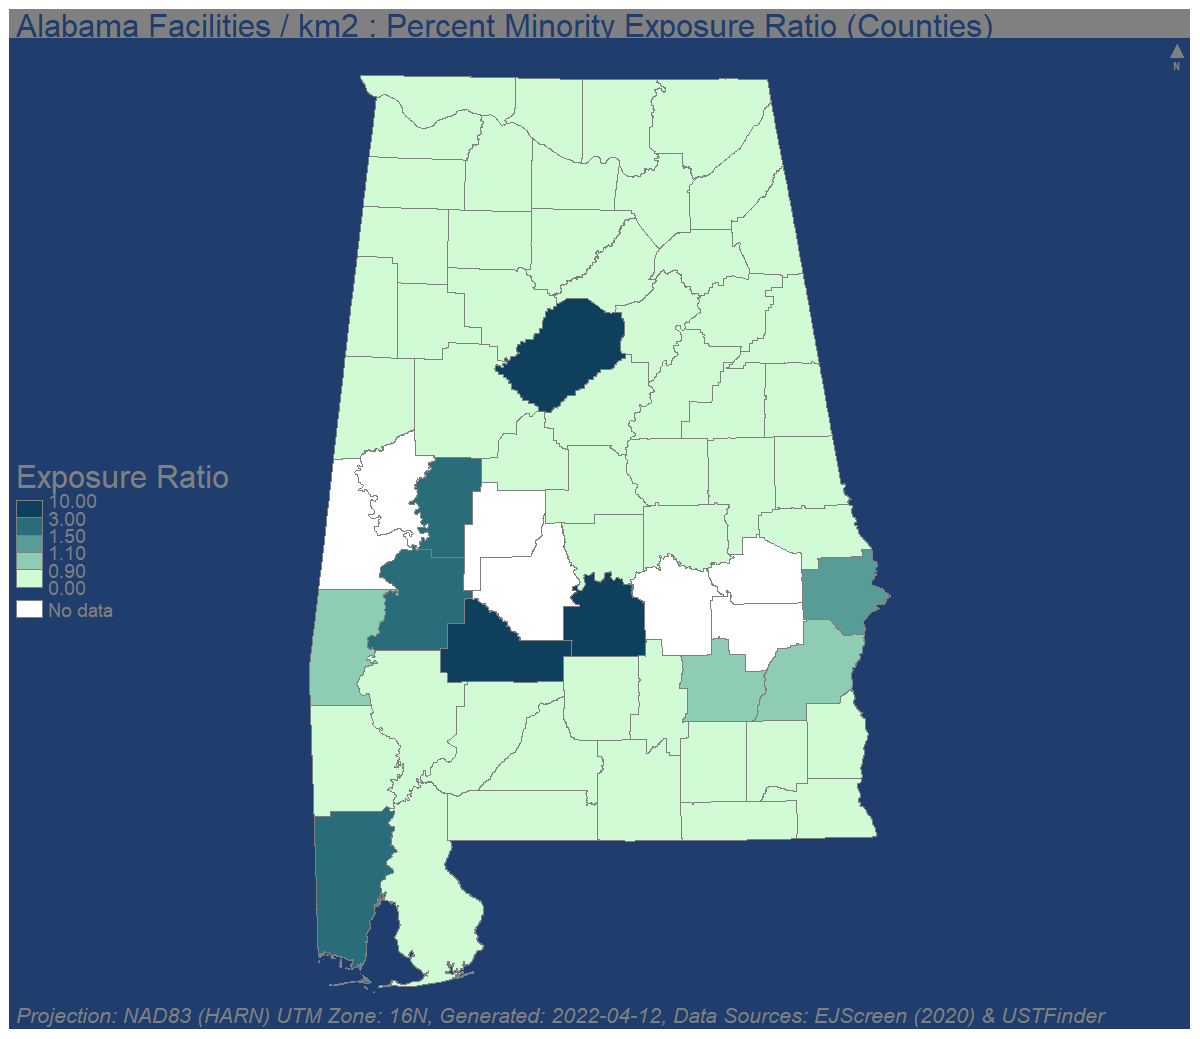 Alabama Facilities / km2 : Percent Minority Exposure Ratio (Counties)
N
Exposure Ratio
10.00
3.00
1.50
1.10
0.90
0.00
No data
Projection: NAD83 (HARN) UTM Zone: 16N, Generated: 2022-04-12, Data Sources: EJScreen (2020) & USTFinder